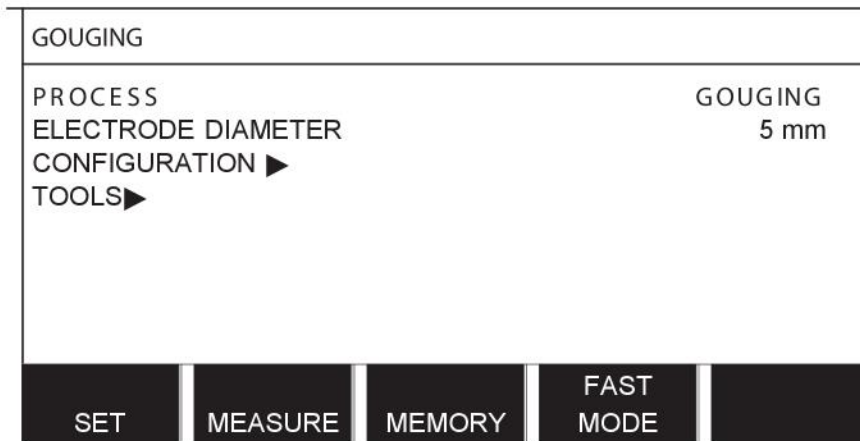 GOUGING
PROCESS GOUGING
ELECTRODE DIAMETER 5 mm
CONFIGURATION ▶
TOOLS▶
SET MEASURE MEMORY FAST MODE